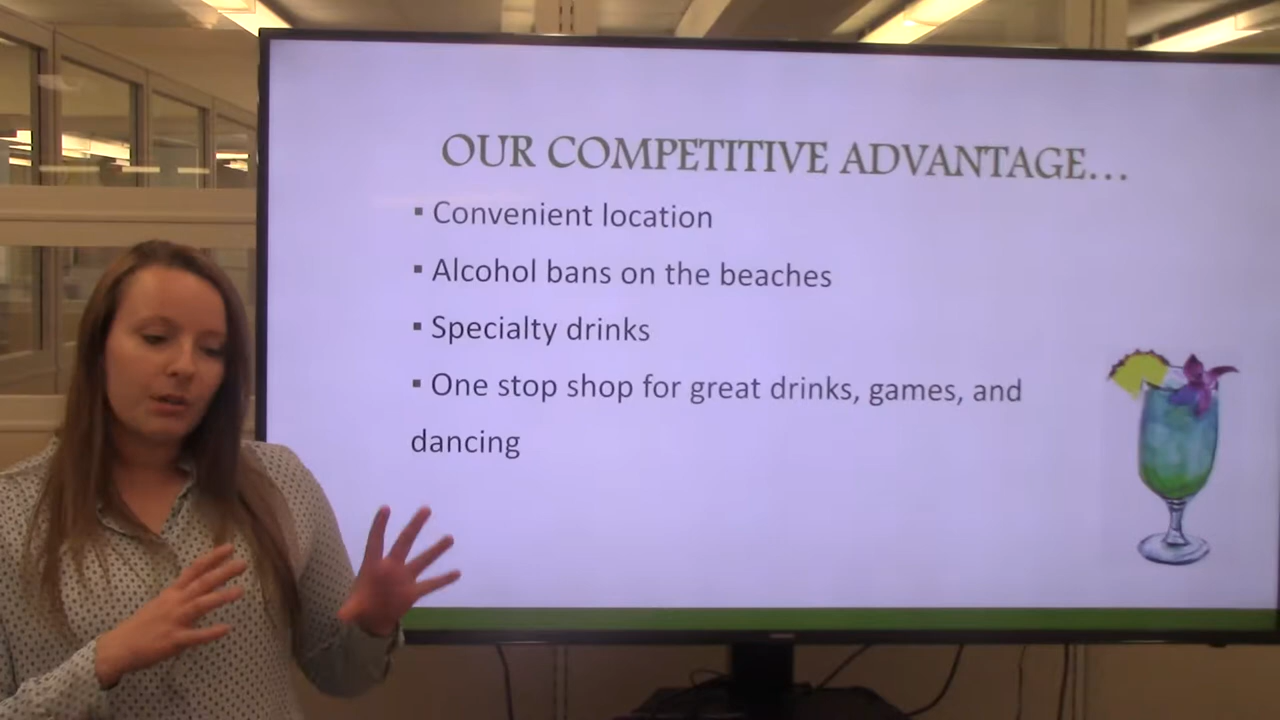 OUR COMPETITIVE ADVANTAGE...
▪ Convenient location
▪ Alcohol bans on the beaches
▪ Specialty drinks
▪ One stop shop for great drinks, games, and
dancing